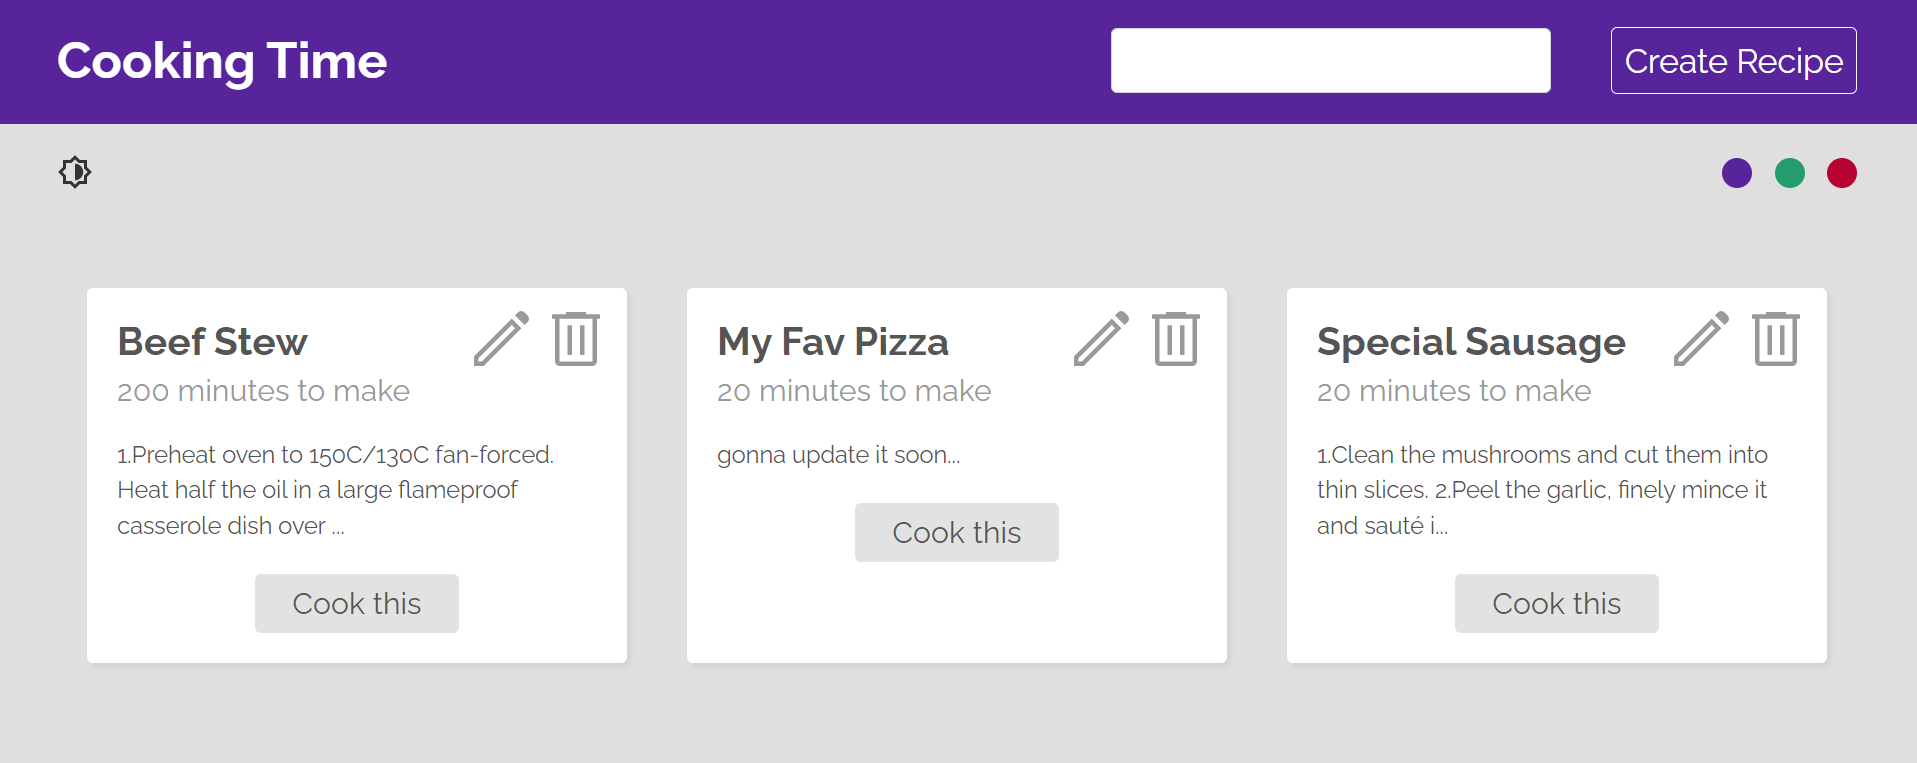 Cooking Time
Create Recipe
Beef Stew
200 minutes to make
1.Preheat oven to 150C/130C fan-forced.
Heat half the oil in a large flameproof
casserole dish over ...
Cook this
My Fav Pizza
20 minutes to make
gonna update it soon...
Cook this
Special Sausage
20 minutes to make
1.Clean the mushrooms and cut them into
thin slices. 2.Peel the garlic, finely mince it
and sauté i...
Cook this